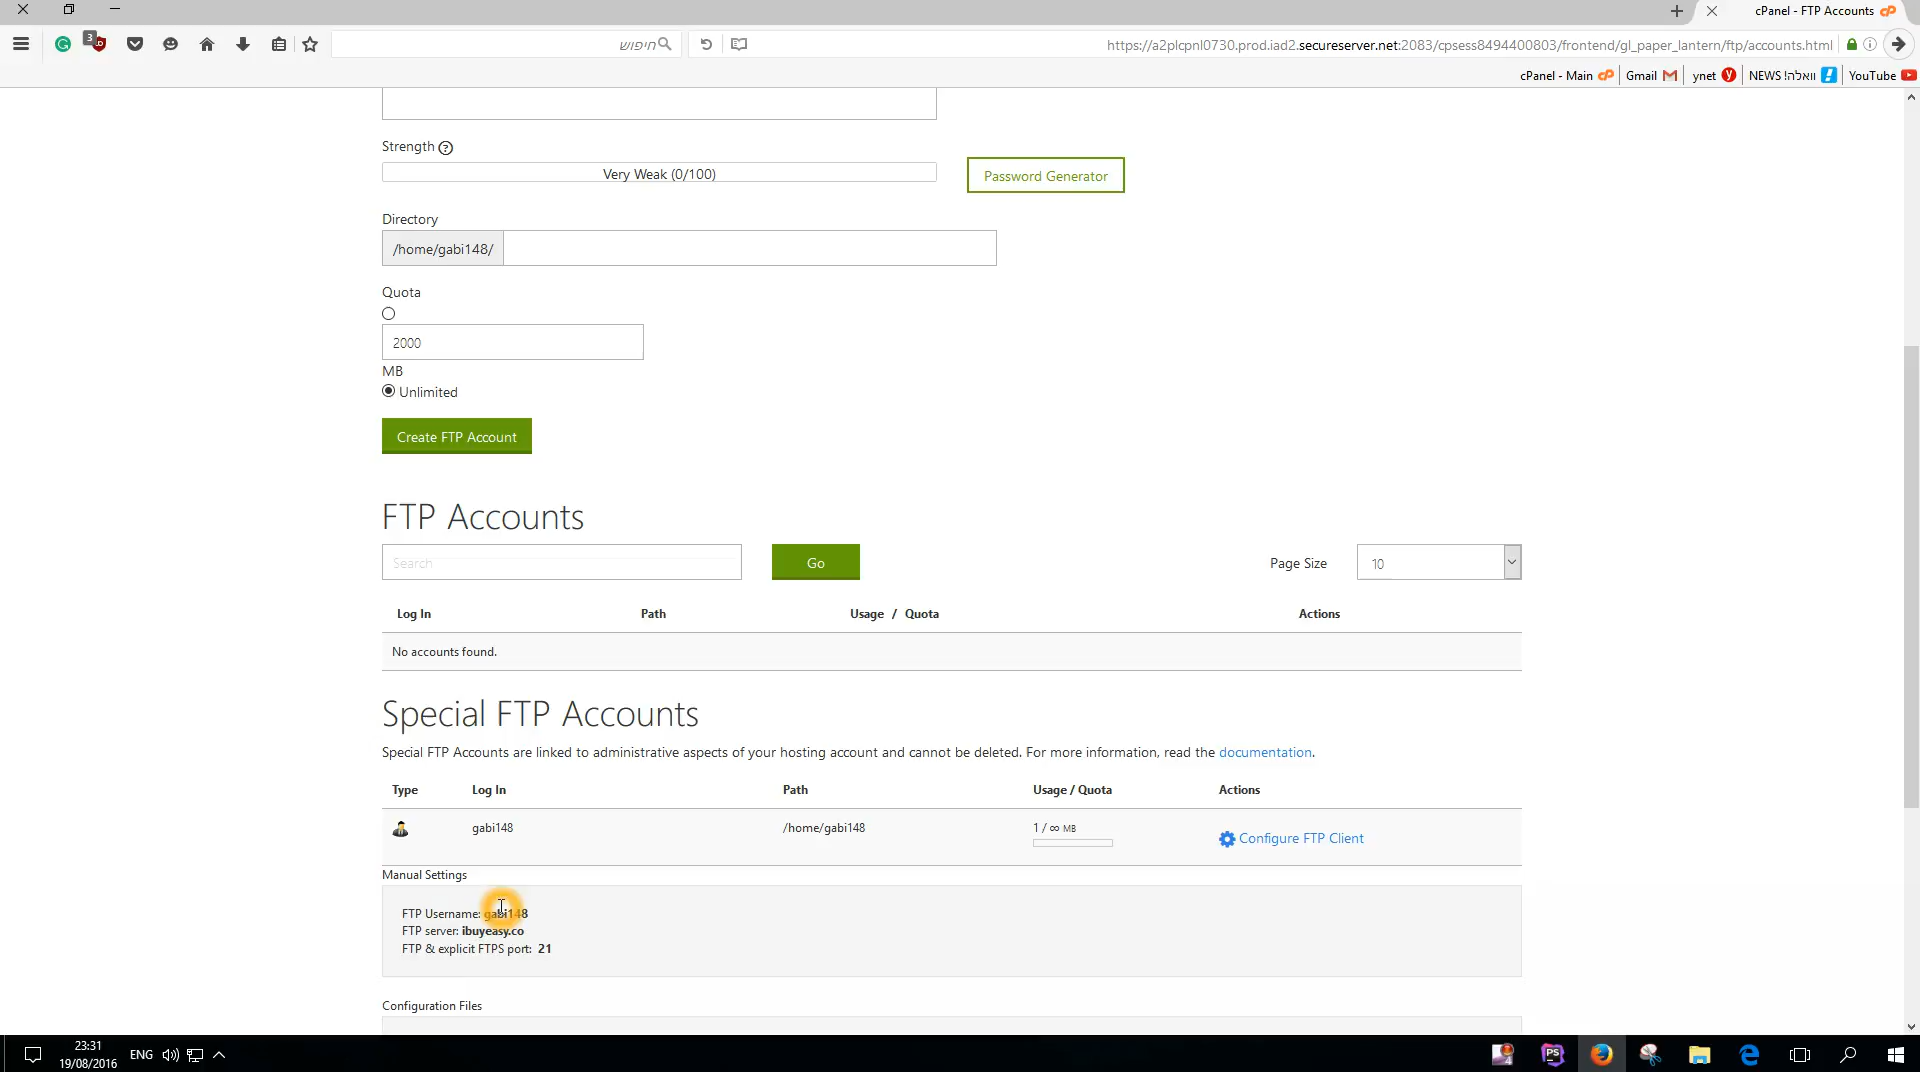 cPanel - FTP Accounts
3
חיפוש
https://a2plcpnl0730.prod.iad2.secureserver.net:2083/cpsess8494400803/frontend/gl_paper_lantern/ftp/accounts.html
cPanel - Main
Gmail
ynet
וואלה! NEWS
YouTube
Strength
Very Weak (0/100)
Password Generator
Directory
/home/gabi148/
Quota
2000
MB
Unlimited
Create FTP Account
FTP Accounts
Search
Go
Page Size
10
Log In Path Usage / Quota Actions
No accounts found.
Special FTP Accounts
Special FTP Accounts are linked to administrative aspects of your hosting account and cannot be deleted. For more information, read the documentation.
Type Log In Path Usage / Quota Actions
gabi148 /home/gabi148 1 / ∞ MB Configure FTP Client
Manual Settings
FTP Username: gabi148
FTP server: ibuyeasy.co
FTP & explicit FTPS port: 21
Configuration Files
23:31
19/08/2016
ENG
PS